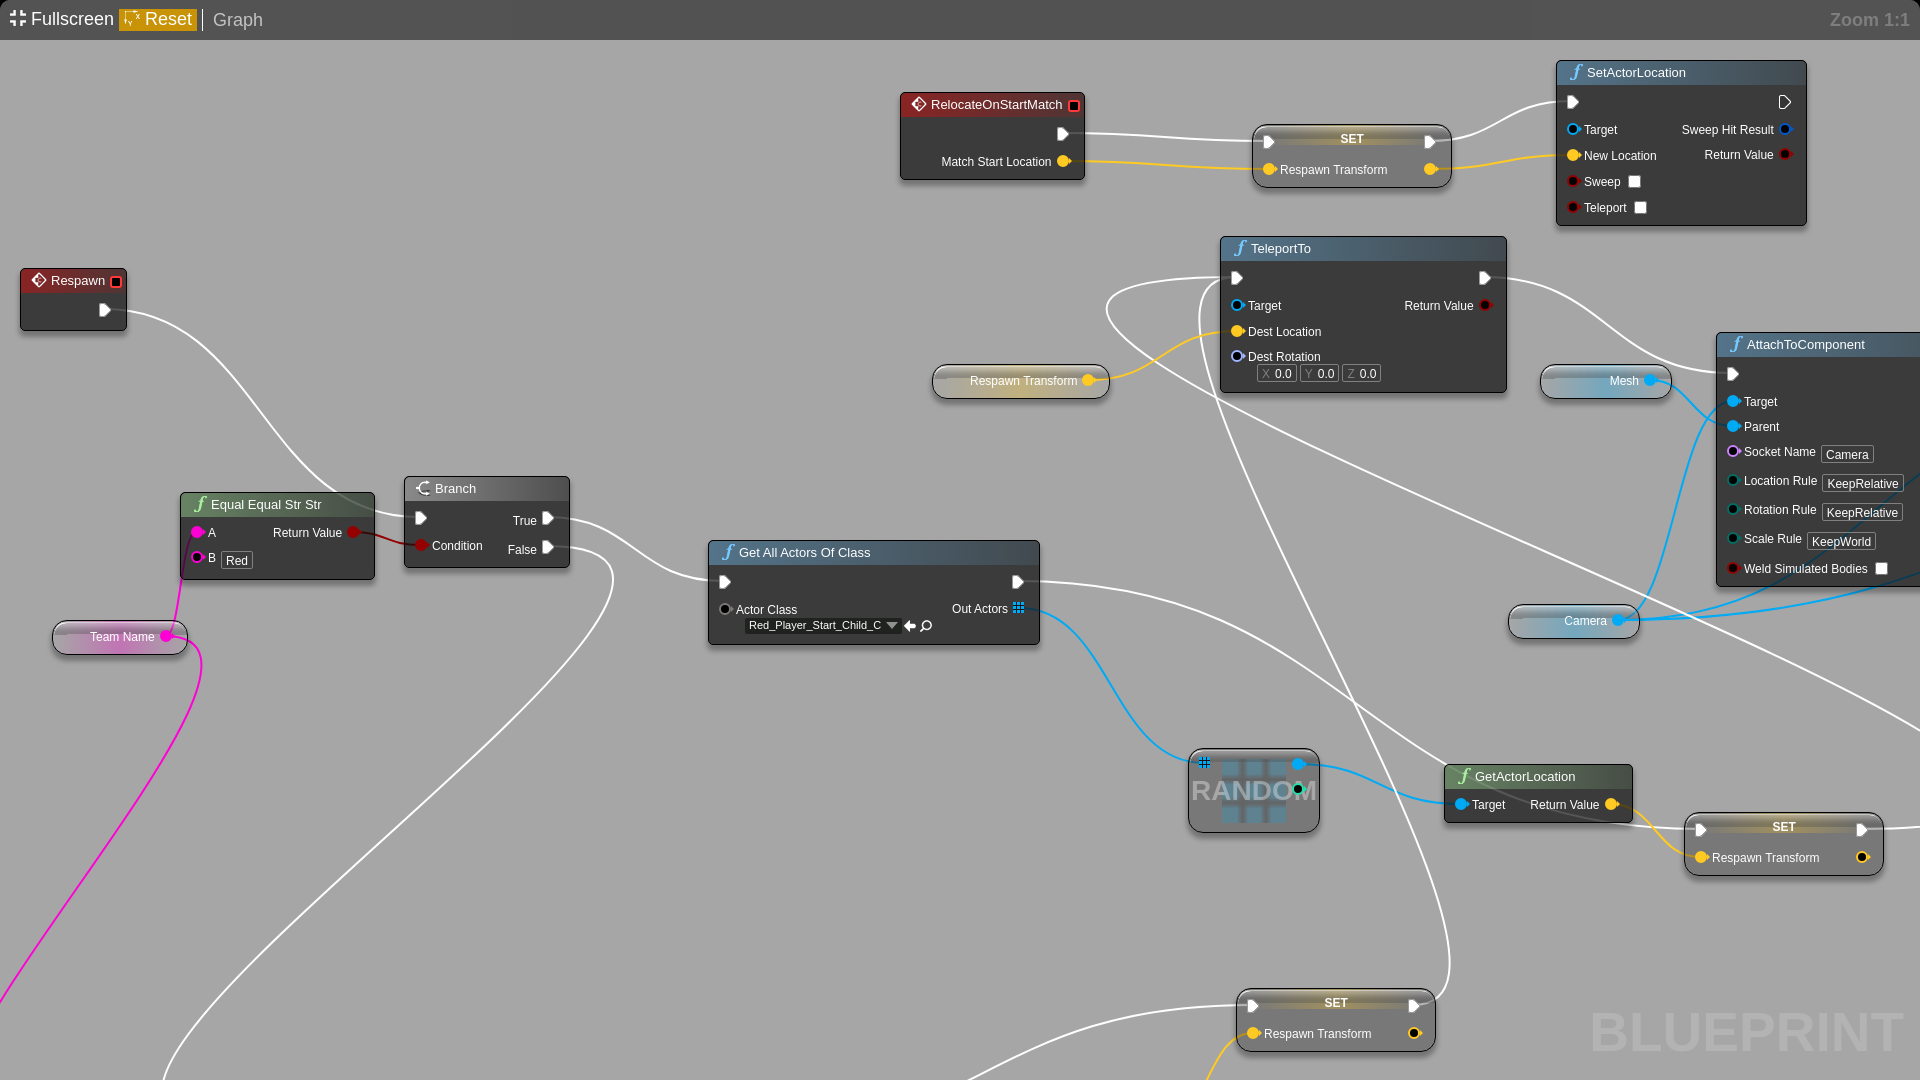 Fullscreen Reset Graph
Zoom 1:1
SetActorLocation
Target Sweep Hit Result
New Location Return Value
Sweep
Teleport
RelocateOnStartMatch
Match Start Location
SET
Respawn Transform
TeleportTo
Target Return Value
Dest Location
Dest Rotation
X 0.0 Y 0.0 Z 0.0
Respawn
Respawn Transform
Mesh
AttachToComponent
Target
Parent
Socket Name Camera
Location Rule KeepRelative
Rotation Rule KeepRelative
Scale Rule KeepWorld
Weld Simulated Bodies
Equal Equal Str Str
A Return Value
B Red
Branch
True
Condition
False
Get All Actors Of Class
Actor Class Out Actors
Red_Player_Start_Child_C
Team Name
Camera
RANDOM
GetActorLocation
Target Return Value
SET
Respawn Transform
SET
Respawn Transform
BLUEPRINT